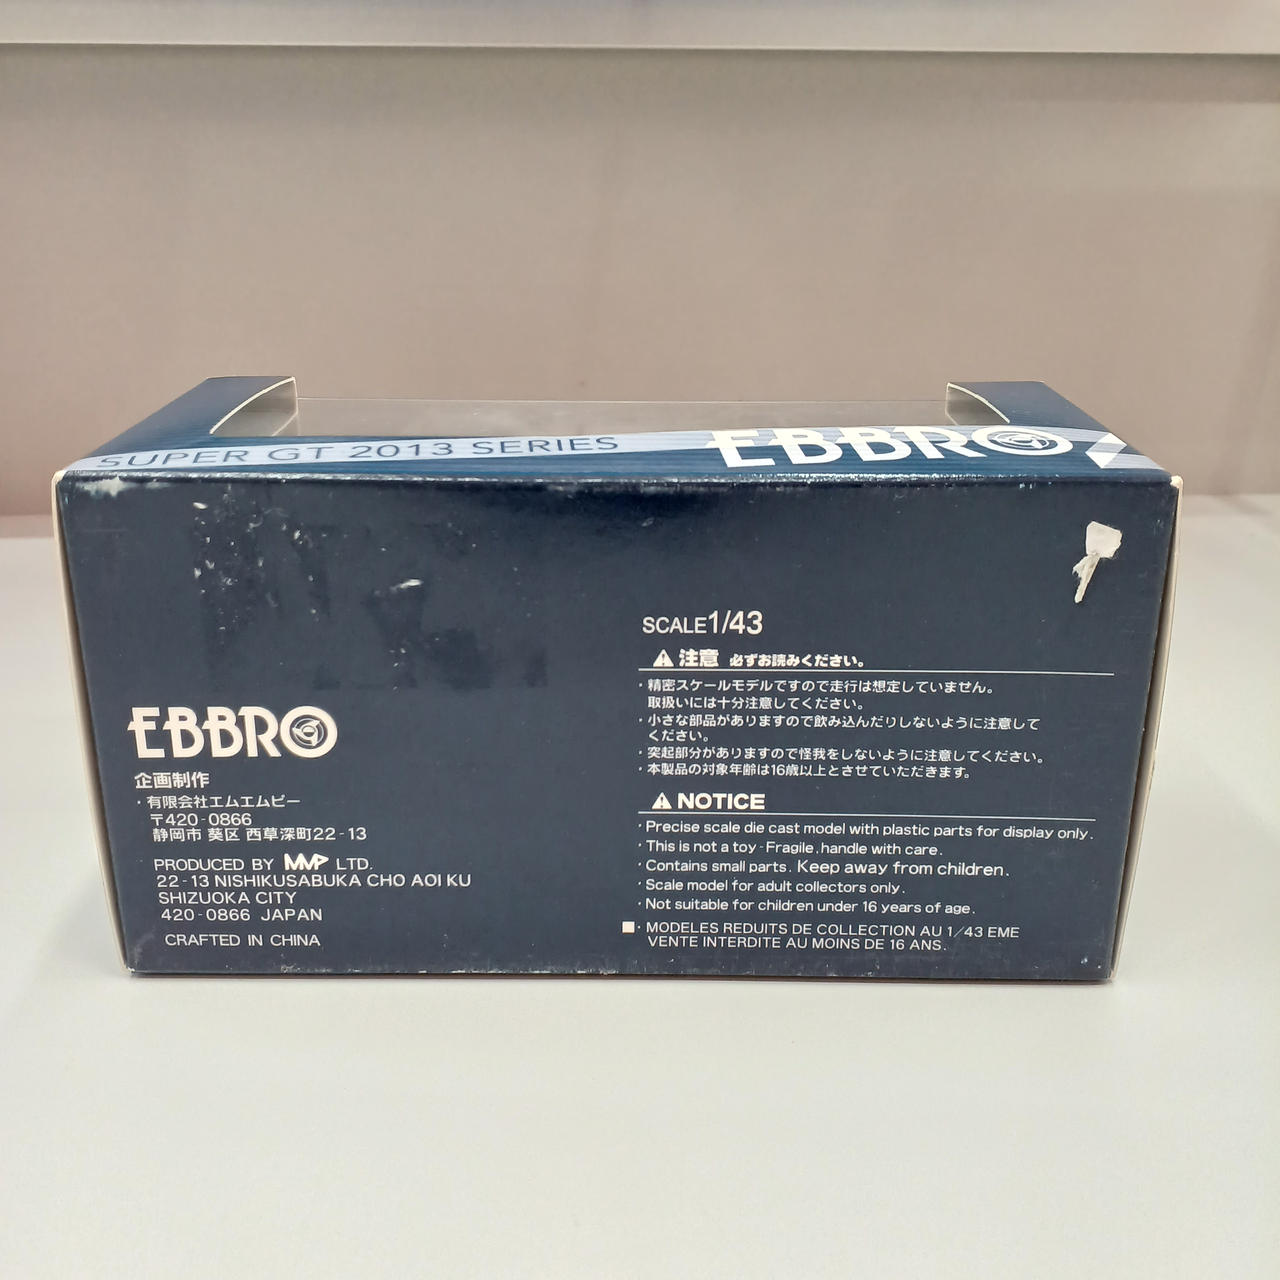 SUPER GT 2013 SERIES
EBBRO
EBBRO
企画制作
・有限会社エムエムピー
〒420-0866
静岡市 葵区 西草深町22-13
PRODUCED BY MMP LTD.
22-13 NISHIKUSABUKA CHO AOI KU
SHIZUOKA CITY
420-0866 JAPAN
CRAFTED IN CHINA
SCALE1/43
注意 必ずお読みください。
・精密スケールモデルですので走行は想定していません。
取扱いには十分注意してください。
・小さな部品がありますので飲み込んだりしないように注意して
ください。
・突起部分がありますので怪我をしないように注意してください。
・本製品の対象年齢は16歳以上とさせていただきます。
NOTICE
・Precise scale die cast model with plastic parts for display only.
・This is not a toy-Fragile, handle with care.
・Contains small parts. Keep away from children.
・Scale model for adult collectors only.
・Not suitable for children under 16 years of age.
■・MODELES REDUITS DE COLLECTION AU 1/43 EME
VENTE INTERDITE AU MOINS DE 16 ANS.